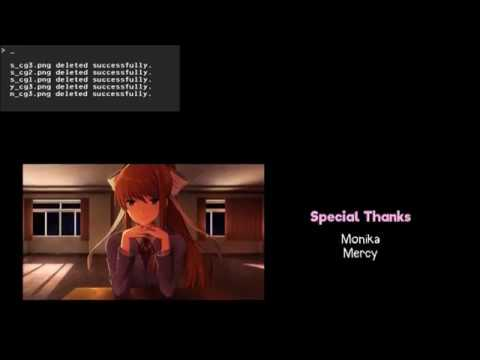 > _
s_cg3.png deleted successfully.
s_cg2.png deleted successfully.
s_cg1.png deleted successfully.
y_cg3.png deleted successfully.
m_cg3.png deleted successfully.
Special Thanks
Monika
Mercy